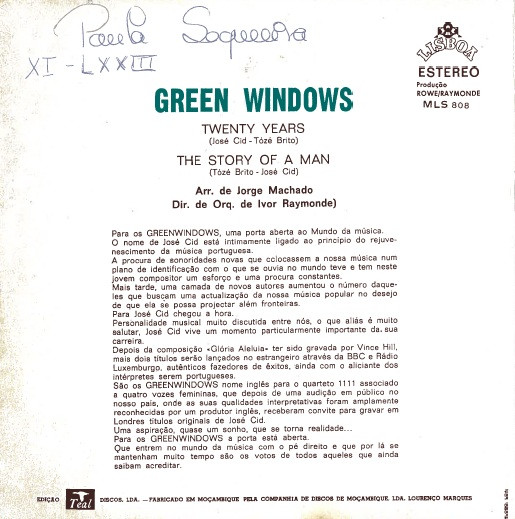 Paula Soqueira
XI-LXXIII
LISBOA
ESTEREO
Produção
ROWE/RAYMONDE
MLS 808
GREEN WINDOWS
TWENTY YEARS
(José Cid - Tózé Brito)
THE STORY OF A MAN
(Tózé Brito - José Cid)
Arr. de Jorge Machado
Dir. de Orq. de Ivor Raymonde)
Para os GREENWINDOWS, uma porta aberta ao Mundo da música.
O nome de José Cid está intimamente ligado ao princípio do rejuve-
nescimento da música portuguesa.
A procura de sonoridades novas que colocassem a nossa música num
plano de identificação com o que se ouvia no mundo teve e tem neste
jovem compositor um esforço e uma procura constantes.
Mais tarde, uma camada de novos autores aumentou o número daque-
les que busçam uma actualização da nossa música popular no desejo
de que ela se possa projectar além fronteiras.
Para José Cid chegou a hora.
Personalidade musical muito discutida entre nós, o que aliás é muito
salutar, José Cid vive um momento particularmente importante da sua
carreira.
Depois da composição «Glória Aleluia» ter sido gravada por Vince Hill,
mais dois títulos serão lançados no estrangeiro através da BBC e Rádio
Luxemburgo, autênticos fazedores de êxitos, ainda com o aliciante dos
intérpretes serem portugueses.
São os GREENWINDOWS nome inglês para o quarteto 1111 associado
a quatro vozes femininas, que depois de uma audição em público no
nosso país, onde as suas qualidades interpretativas foram amplamente
reconhecidas por um produtor inglês, receberam convite para gravar em
Londres títulos originais de José Cid.
Uma aspiração, quase um sonho, que se torna realidade...
Para os GREENWINDOWS a porta está aberta.
Que entrem no mundo da música com o pé direito e que por lá se
mantenham muito tempo são os votos de todos aqueles que ainda
saibam acreditar.
EDIÇÃO Teal DISCOS, LDA. — FABRICADO EM MOÇAMBIQUE PELA COMPANHIA DE DISCOS DE MOÇAMBIQUE, LDA. LOURENÇO MARQUES